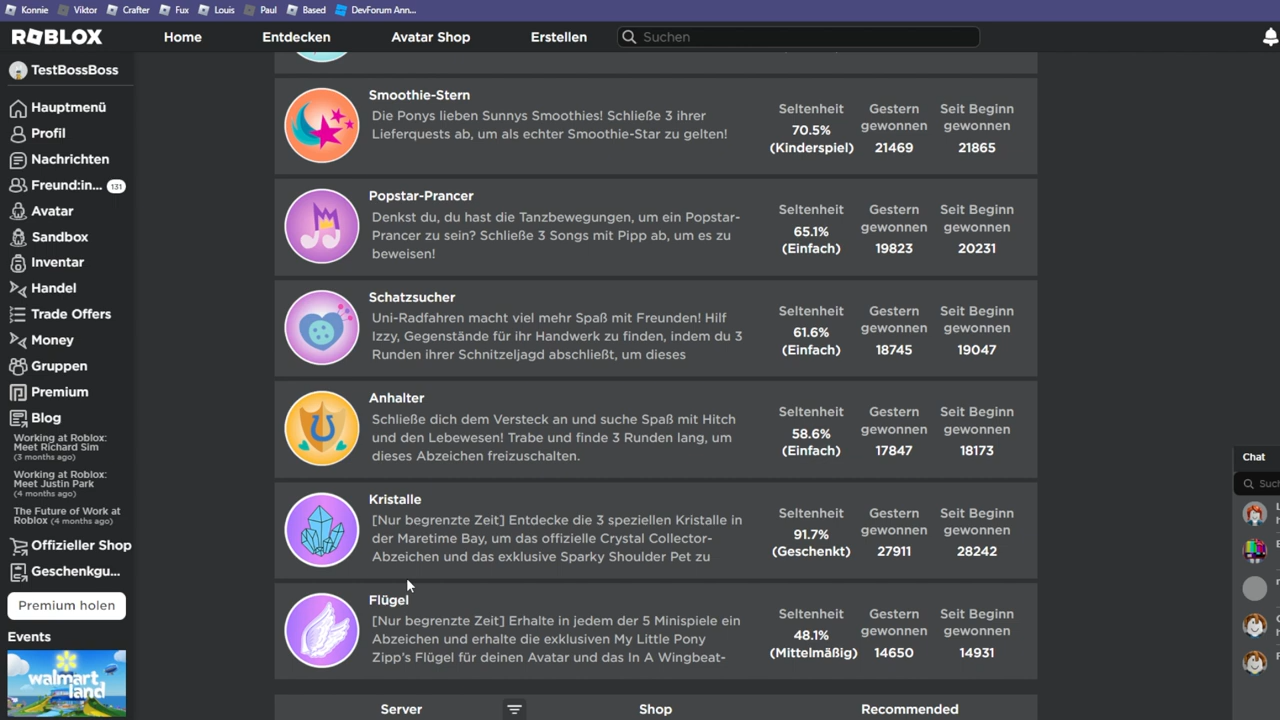 Konnie Viktor Crafter Fux Louis Paul Based DevForum Ann...
ROBLOX Home Entdecken Avatar Shop Erstellen Suchen
TestBossBoss
Hauptmenü
Profil
Nachrichten
Freund:in... 131
Avatar
Sandbox
Inventar
Handel
Trade Offers
Money
Gruppen
Premium
Blog
Working at Roblox:
Meet Richard Sim
(3 months ago)
Working at Roblox:
Meet Justin Park
(4 months ago)
The Future of Work at
Roblox (4 months ago)
Offizieller Shop
Geschenkgu...
Premium holen
Events
walmart
land
Smoothie-Stern
Die Ponys lieben Sunnys Smoothies! Schließe 3 ihrer
Lieferquests ab, um als echter Smoothie-Star zu gelten!
Seltenheit
70.5%
(Kinderspiel)
Gestern
gewonnen
21469
Seit Beginn
gewonnen
21865
Popstar-Prancer
Denkst du, du hast die Tanzbewegungen, um ein Popstar-
Prancer zu sein? Schließe 3 Songs mit Pipp ab, um es zu
beweisen!
Seltenheit
65.1%
(Einfach)
Gestern
gewonnen
19823
Seit Beginn
gewonnen
20231
Schatzsucher
Uni-Radfahren macht viel mehr Spaß mit Freunden! Hilf
Izzy, Gegenstände für ihr Handwerk zu finden, indem du 3
Runden ihrer Schnitzeljagd abschließt, um dieses
Seltenheit
61.6%
(Einfach)
Gestern
gewonnen
18745
Seit Beginn
gewonnen
19047
Anhalter
Schließe dich dem Versteck an und suche Spaß mit Hitch
und den Lebewesen! Trabe und finde 3 Runden lang, um
dieses Abzeichen freizuschalten.
Seltenheit
58.6%
(Einfach)
Gestern
gewonnen
17847
Seit Beginn
gewonnen
18173
Kristalle
[Nur begrenzte Zeit] Entdecke die 3 speziellen Kristalle in
der Maretime Bay, um das offizielle Crystal Collector-
Abzeichen und das exklusive Sparky Shoulder Pet zu
Seltenheit
91.7%
(Geschenkt)
Gestern
gewonnen
27911
Seit Beginn
gewonnen
28242
Flügel
[Nur begrenzte Zeit] Erhalte in jedem der 5 Minispiele ein
Abzeichen und erhalte die exklusiven My Little Pony
Zipp's Flügel für deinen Avatar und das In A Wingbeat-
Seltenheit
48.1%
(Mittelmäßig)
Gestern
gewonnen
14650
Seit Beginn
gewonnen
14931
Server Shop Recommended
Chat